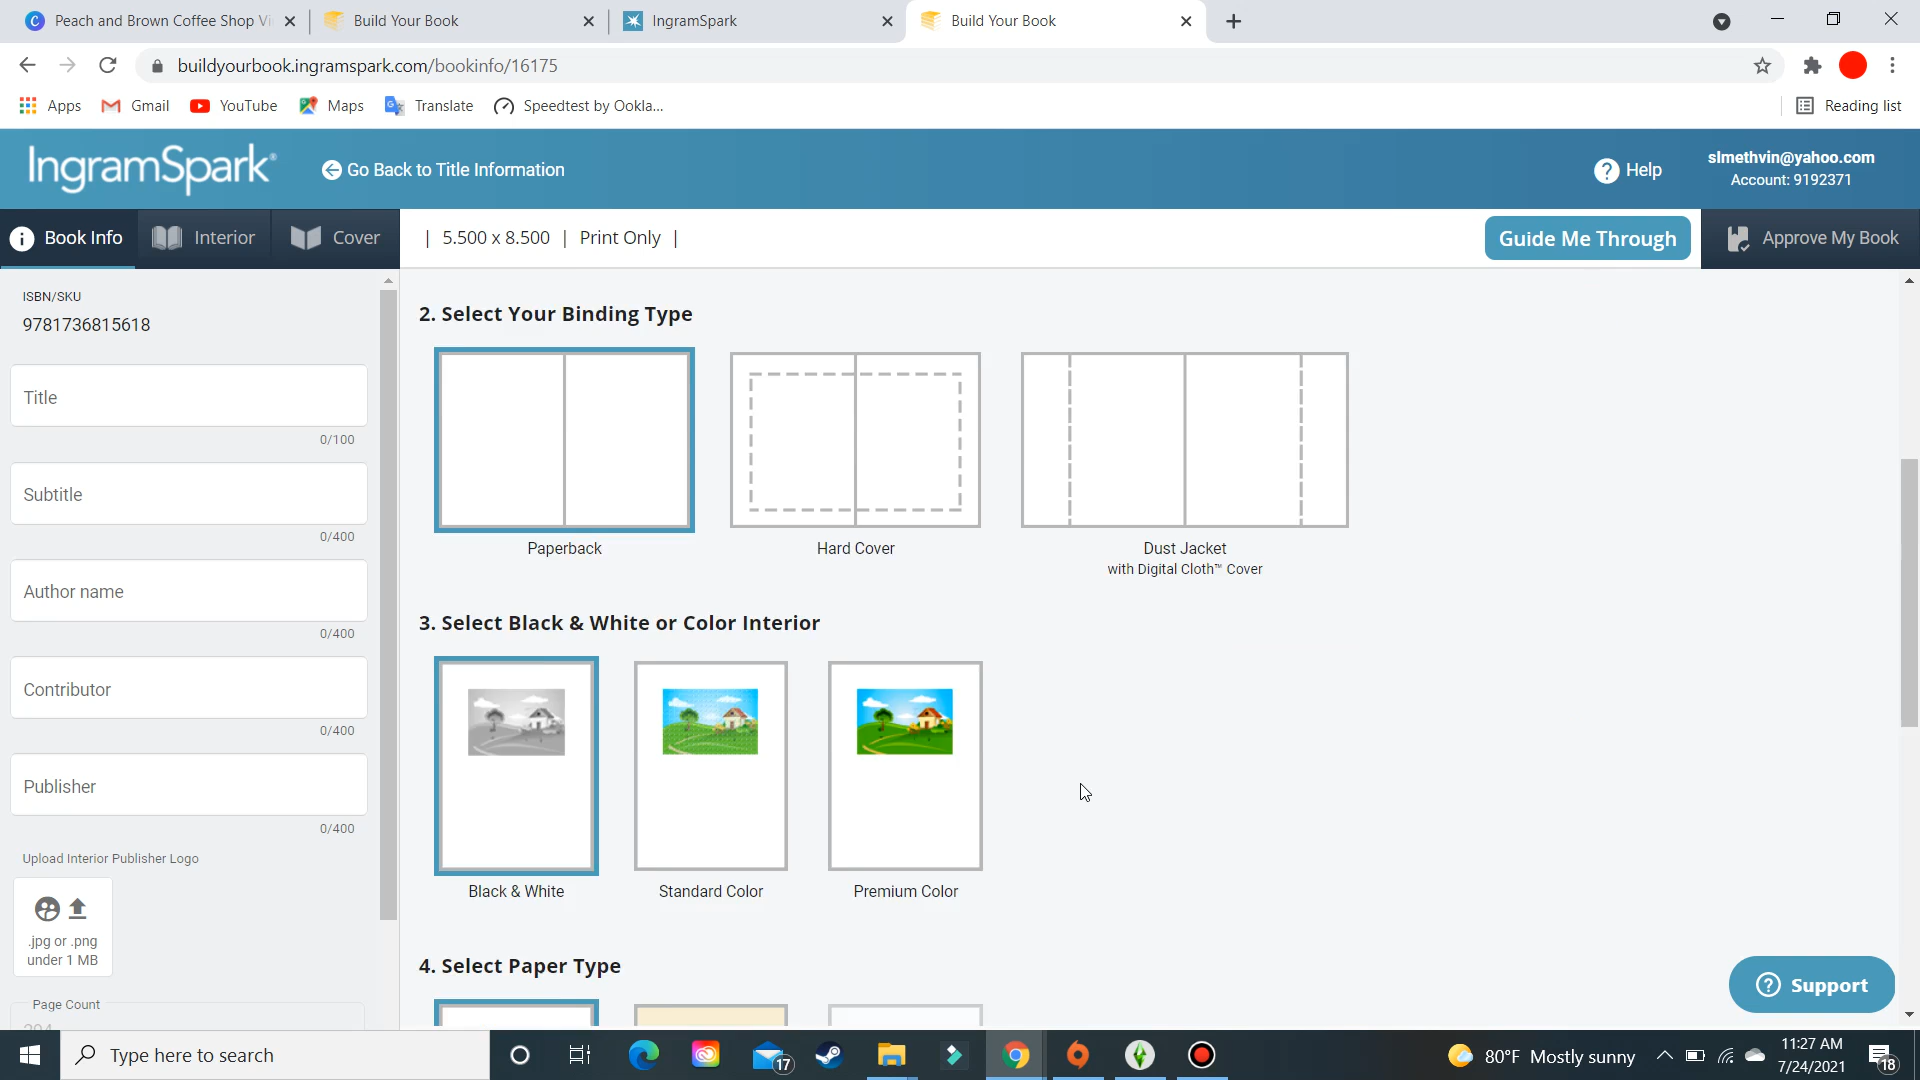 Peach and Brown Coffee Shop Vi
Build Your Book
IngramSpark
Build Your Book
buildyourbook.ingramspark.com/bookinfo/16175
Apps
Gmail
YouTube
Maps
Translate
Speedtest by Ookla...
Reading list
IngramSpark®
Go Back to Title Information
Help
slmethvin@yahoo.com
Account: 9192371
Book Info
Interior
Cover
| 5.500 x 8.500 | Print Only |
Guide Me Through
Approve My Book
ISBN/SKU
9781736815618
Title
0/100
Subtitle
0/400
Author name
0/400
Contributor
0/400
Publisher
0/400
Upload Interior Publisher Logo
.jpg or .png
under 1 MB
Page Count
2. Select Your Binding Type
Paperback
Hard Cover
Dust Jacket
with Digital Cloth™ Cover
3. Select Black & White or Color Interior
Black & White
Standard Color
Premium Color
4. Select Paper Type
Support
Type here to search
17
80°F Mostly sunny
11:27 AM
7/24/2021
18